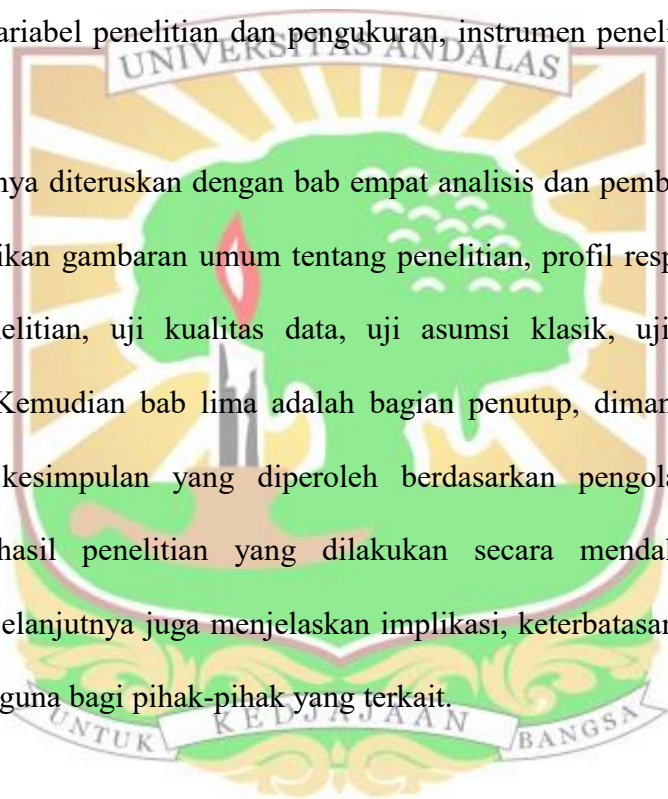 ariabel penelitian dan pengukuran, instrumen peneli
UNIVERSITAS ANDALAS
nya diteruskan dengan bab empat analisis dan pemb
ikan gambaran umum tentang penelitian, profil resp
elitian, uji kualitas data, uji asumsi klasik, uji
Kemudian bab lima adalah bagian penutup, diman
kesimpulan yang diperoleh berdasarkan pengola
hasil penelitian yang dilakukan secara mendal
elanjutnya juga menjelaskan implikasi, keterbatasan
guna bagi pihak-pihak yang terkait.
UNTUK KEDJAJAAN BANGSA